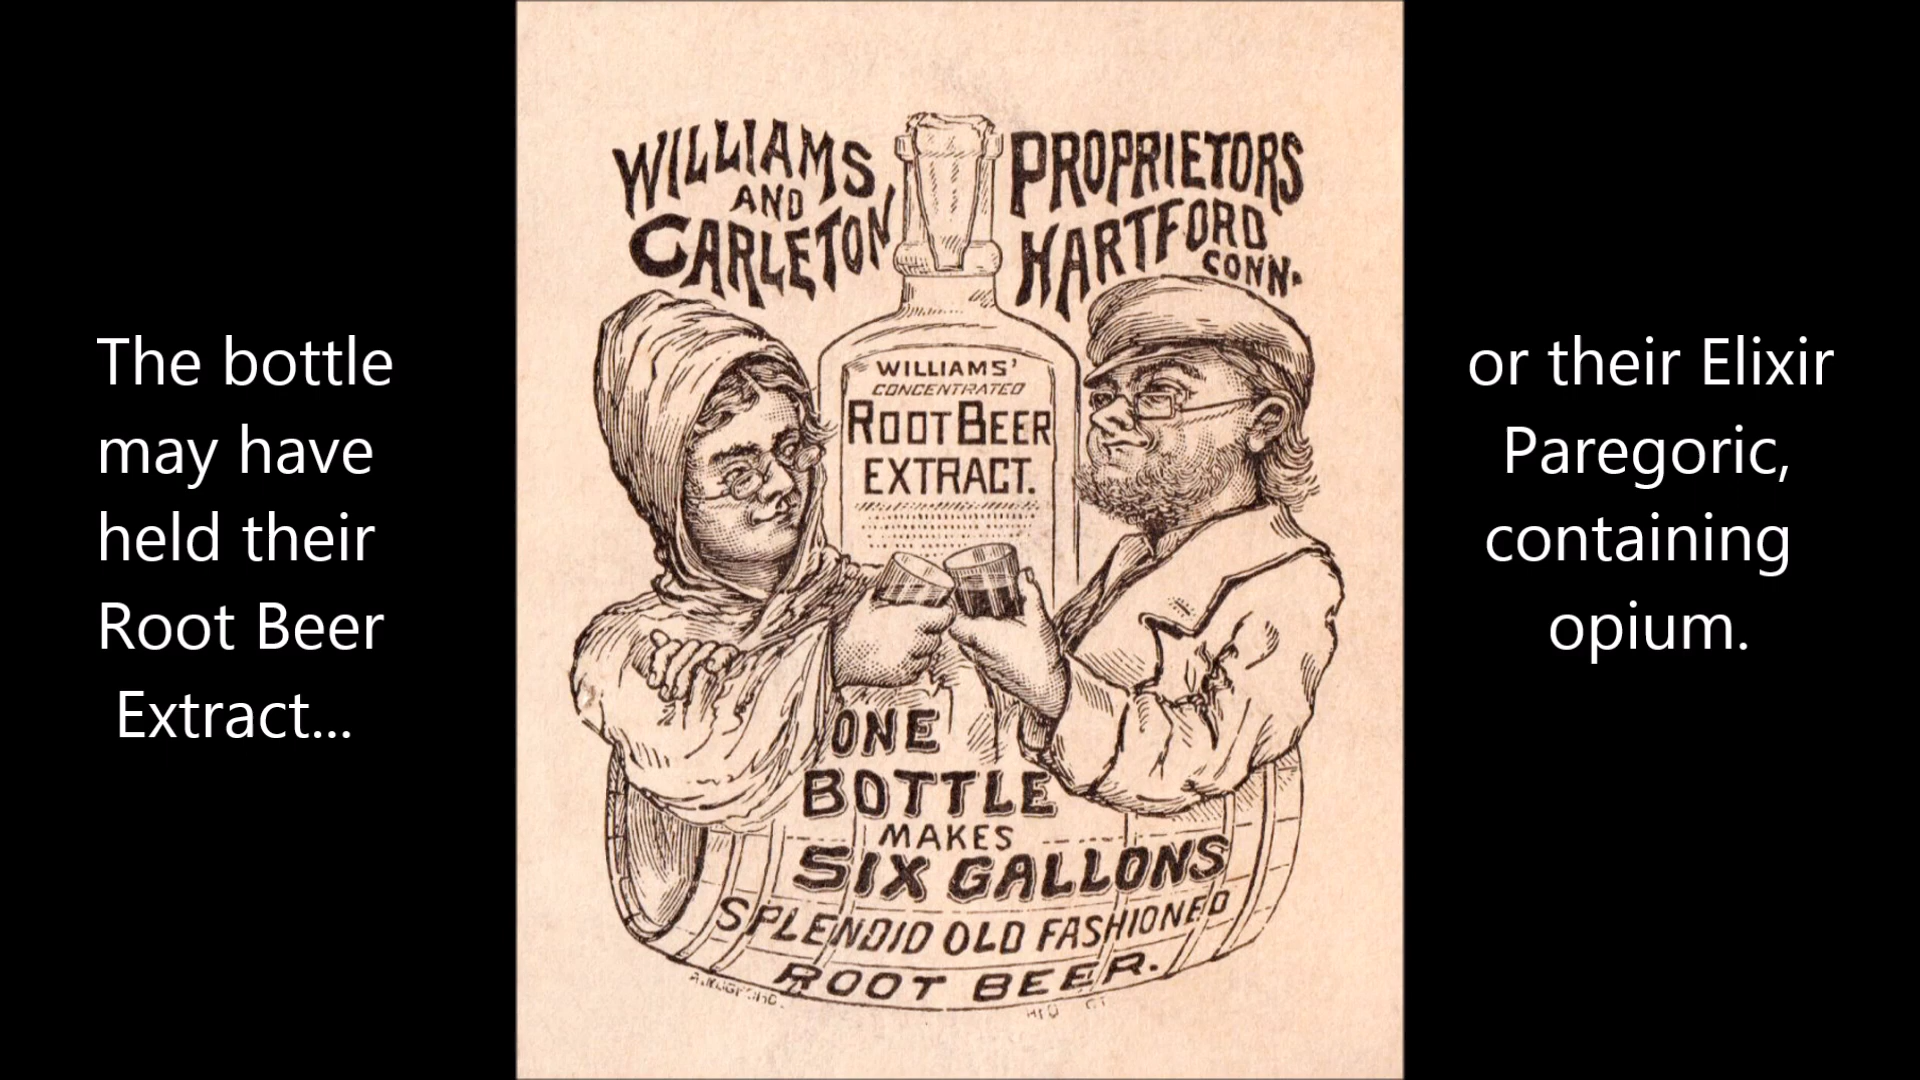 The bottle
may have
held their
Root Beer
Extract...
WILLIAMS
AND
CARLETON,
PROPRIETORS
HARTFORD
CONN.
WILLIAMS'
CONCENTRATED
ROOT BEER
EXTRACT.
ONE
BOTTLE
MAKES
SIX GALLONS
SPLENDID OLD FASHIONED
ROOT BEER.
or their Elixir
Paregoric,
containing
opium.